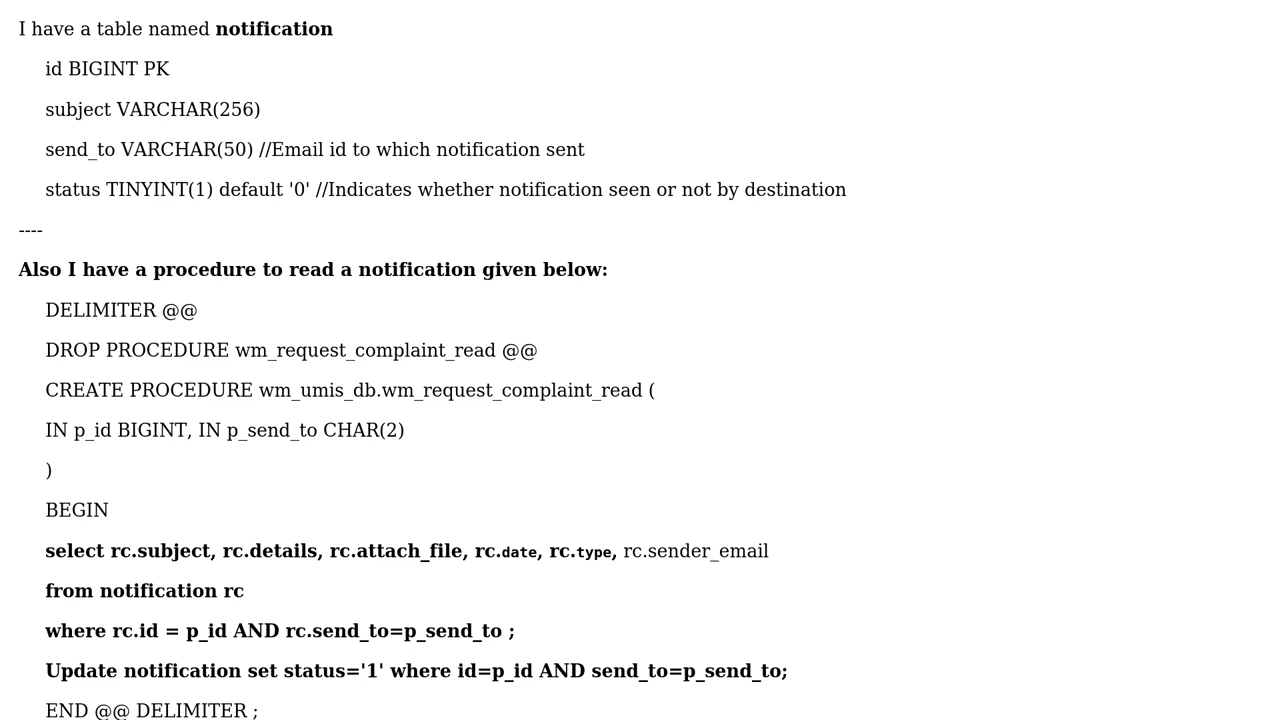 I have a table named notification
id BIGINT PK
subject VARCHAR(256)
send_to VARCHAR(50) //Email id to which notification sent
status TINYINT(1) default '0' //Indicates whether notification seen or not by destination
----
Also I have a procedure to read a notification given below:
DELIMITER @@
DROP PROCEDURE wm_request_complaint_read @@
CREATE PROCEDURE wm_umis_db.wm_request_complaint_read (
IN p_id BIGINT, IN p_send_to CHAR(2)
)
BEGIN
select rc.subject, rc.details, rc.attach_file, rc.date, rc.type, rc.sender_email
from notification rc
where rc.id = p_id AND rc.send_to=p_send_to ;
Update notification set status='1' where id=p_id AND send_to=p_send_to;
END @@ DELIMITER ;